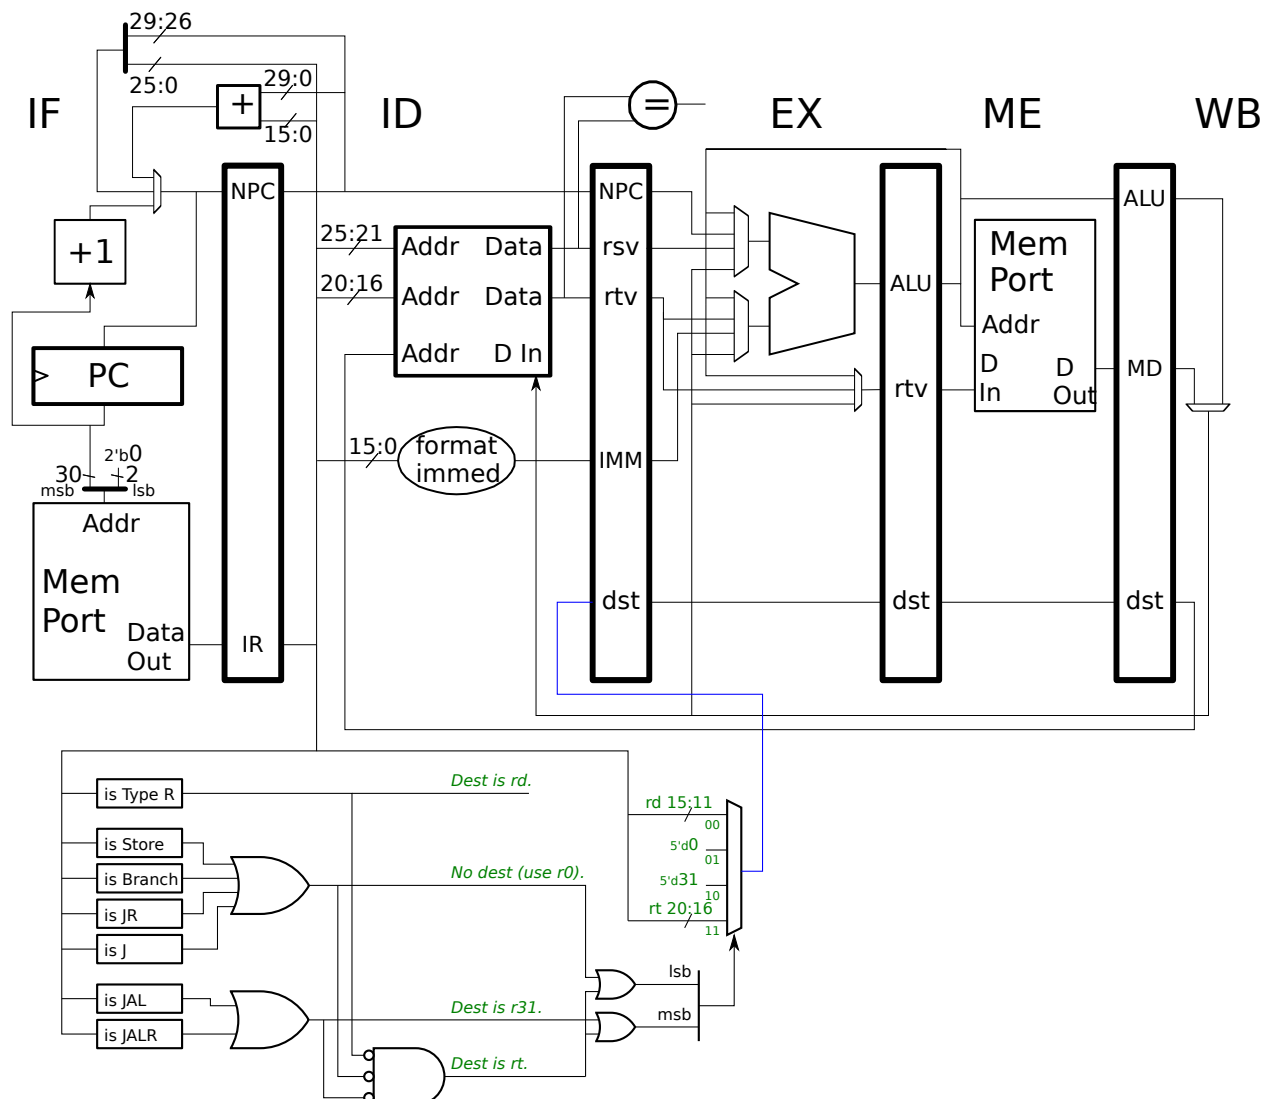 29:26
25:0
29:0
+
15:0
IF
ID
=
EX
ME
WB
NPC
NPC
ALU
+1
25:21
Addr
Data
rsv
20:16
Addr
Data
rtv
Addr
D In
ALU
Mem
Port
Addr
D
In
D
Out
MD
PC
rtv
2'b0
30
2
msb
lsb
15:0
format
immed
IMM
Addr
Mem
Port
Data
Out
IR
dst
dst
dst
is Type R
Dest is rd.
is Store
is Branch
is JR
is J
No dest (use r0).
is JAL
is JALR
Dest is r31.
Dest is rt.
rd 15:11
00
5'd0
01
5'd31
10
rt 20:16
11
lsb
msb